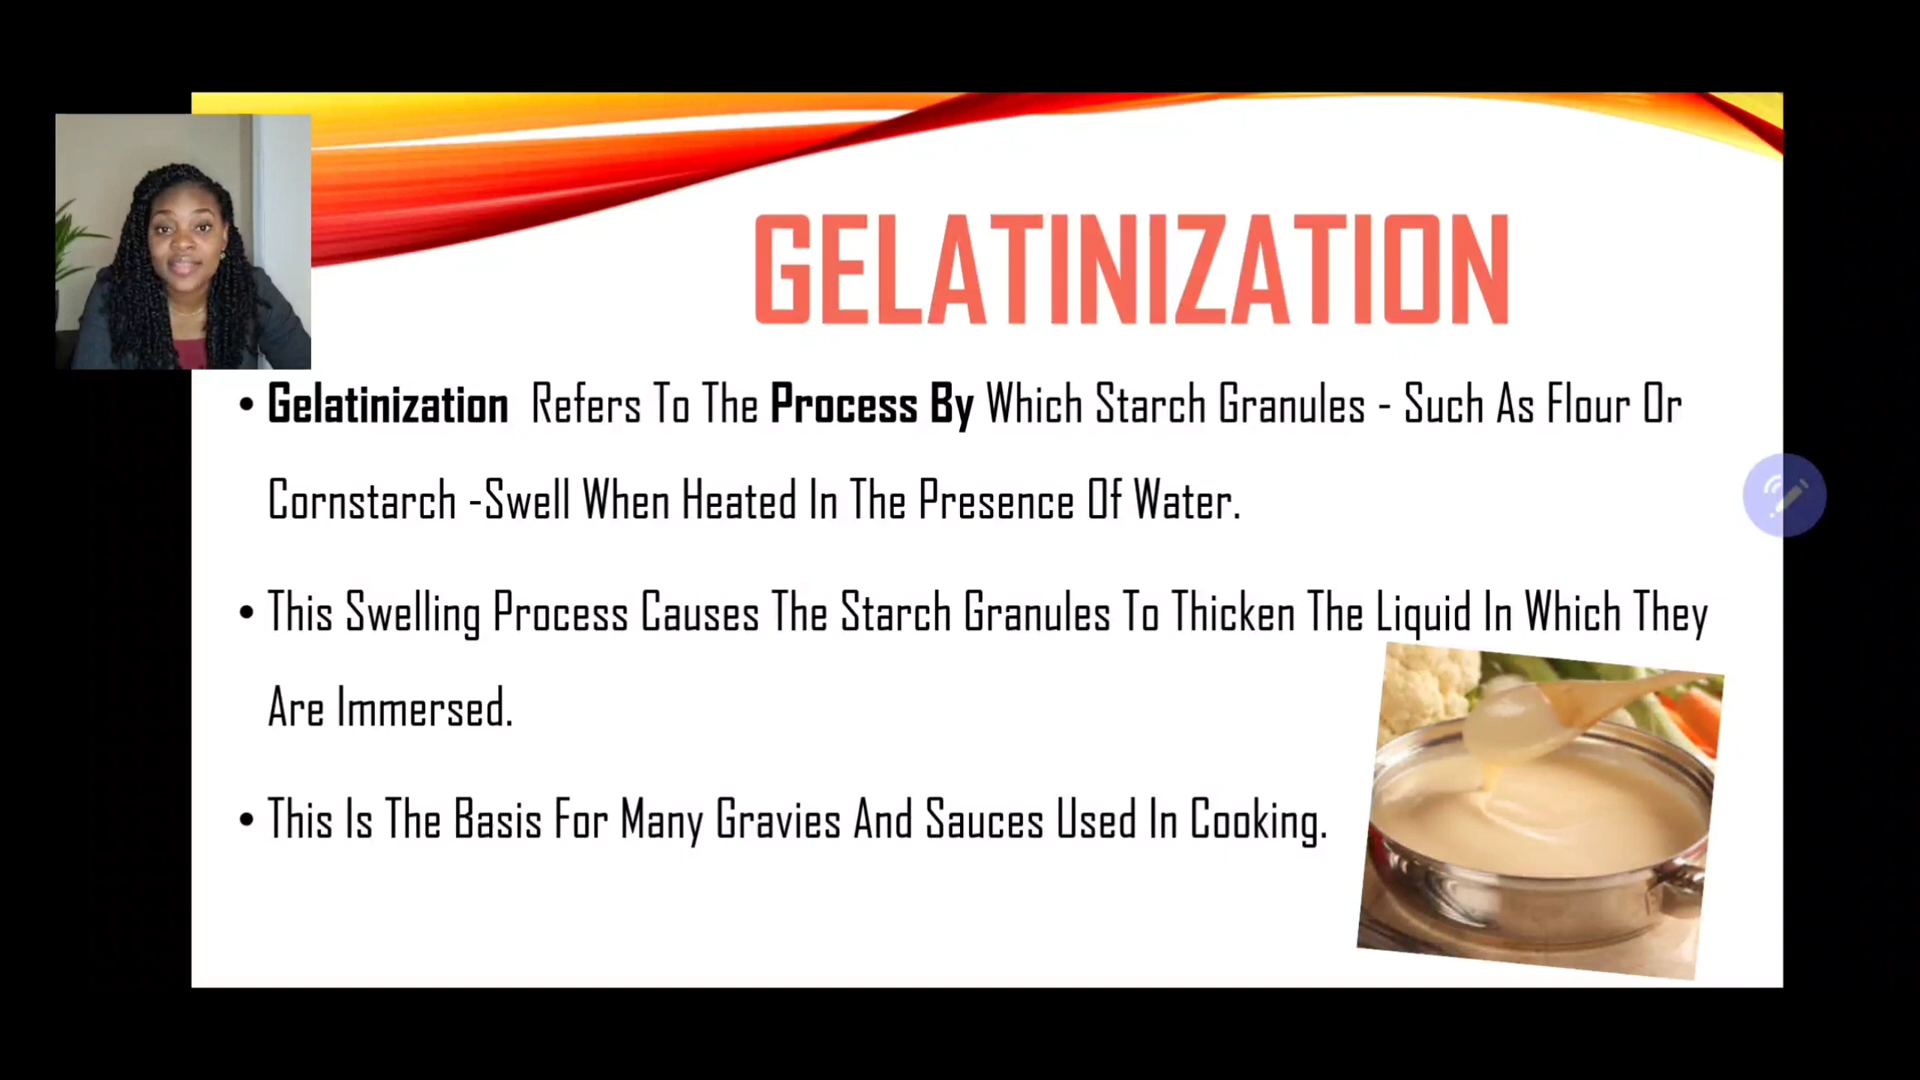 GELATINIZATION
• Gelatinization Refers To The Process By Which Starch Granules - Such As Flour Or
Cornstarch -Swell When Heated In The Presence Of Water.
• This Swelling Process Causes The Starch Granules To Thicken The Liquid In Which They
Are Immersed.
• This Is The Basis For Many Gravies And Sauces Used In Cooking.